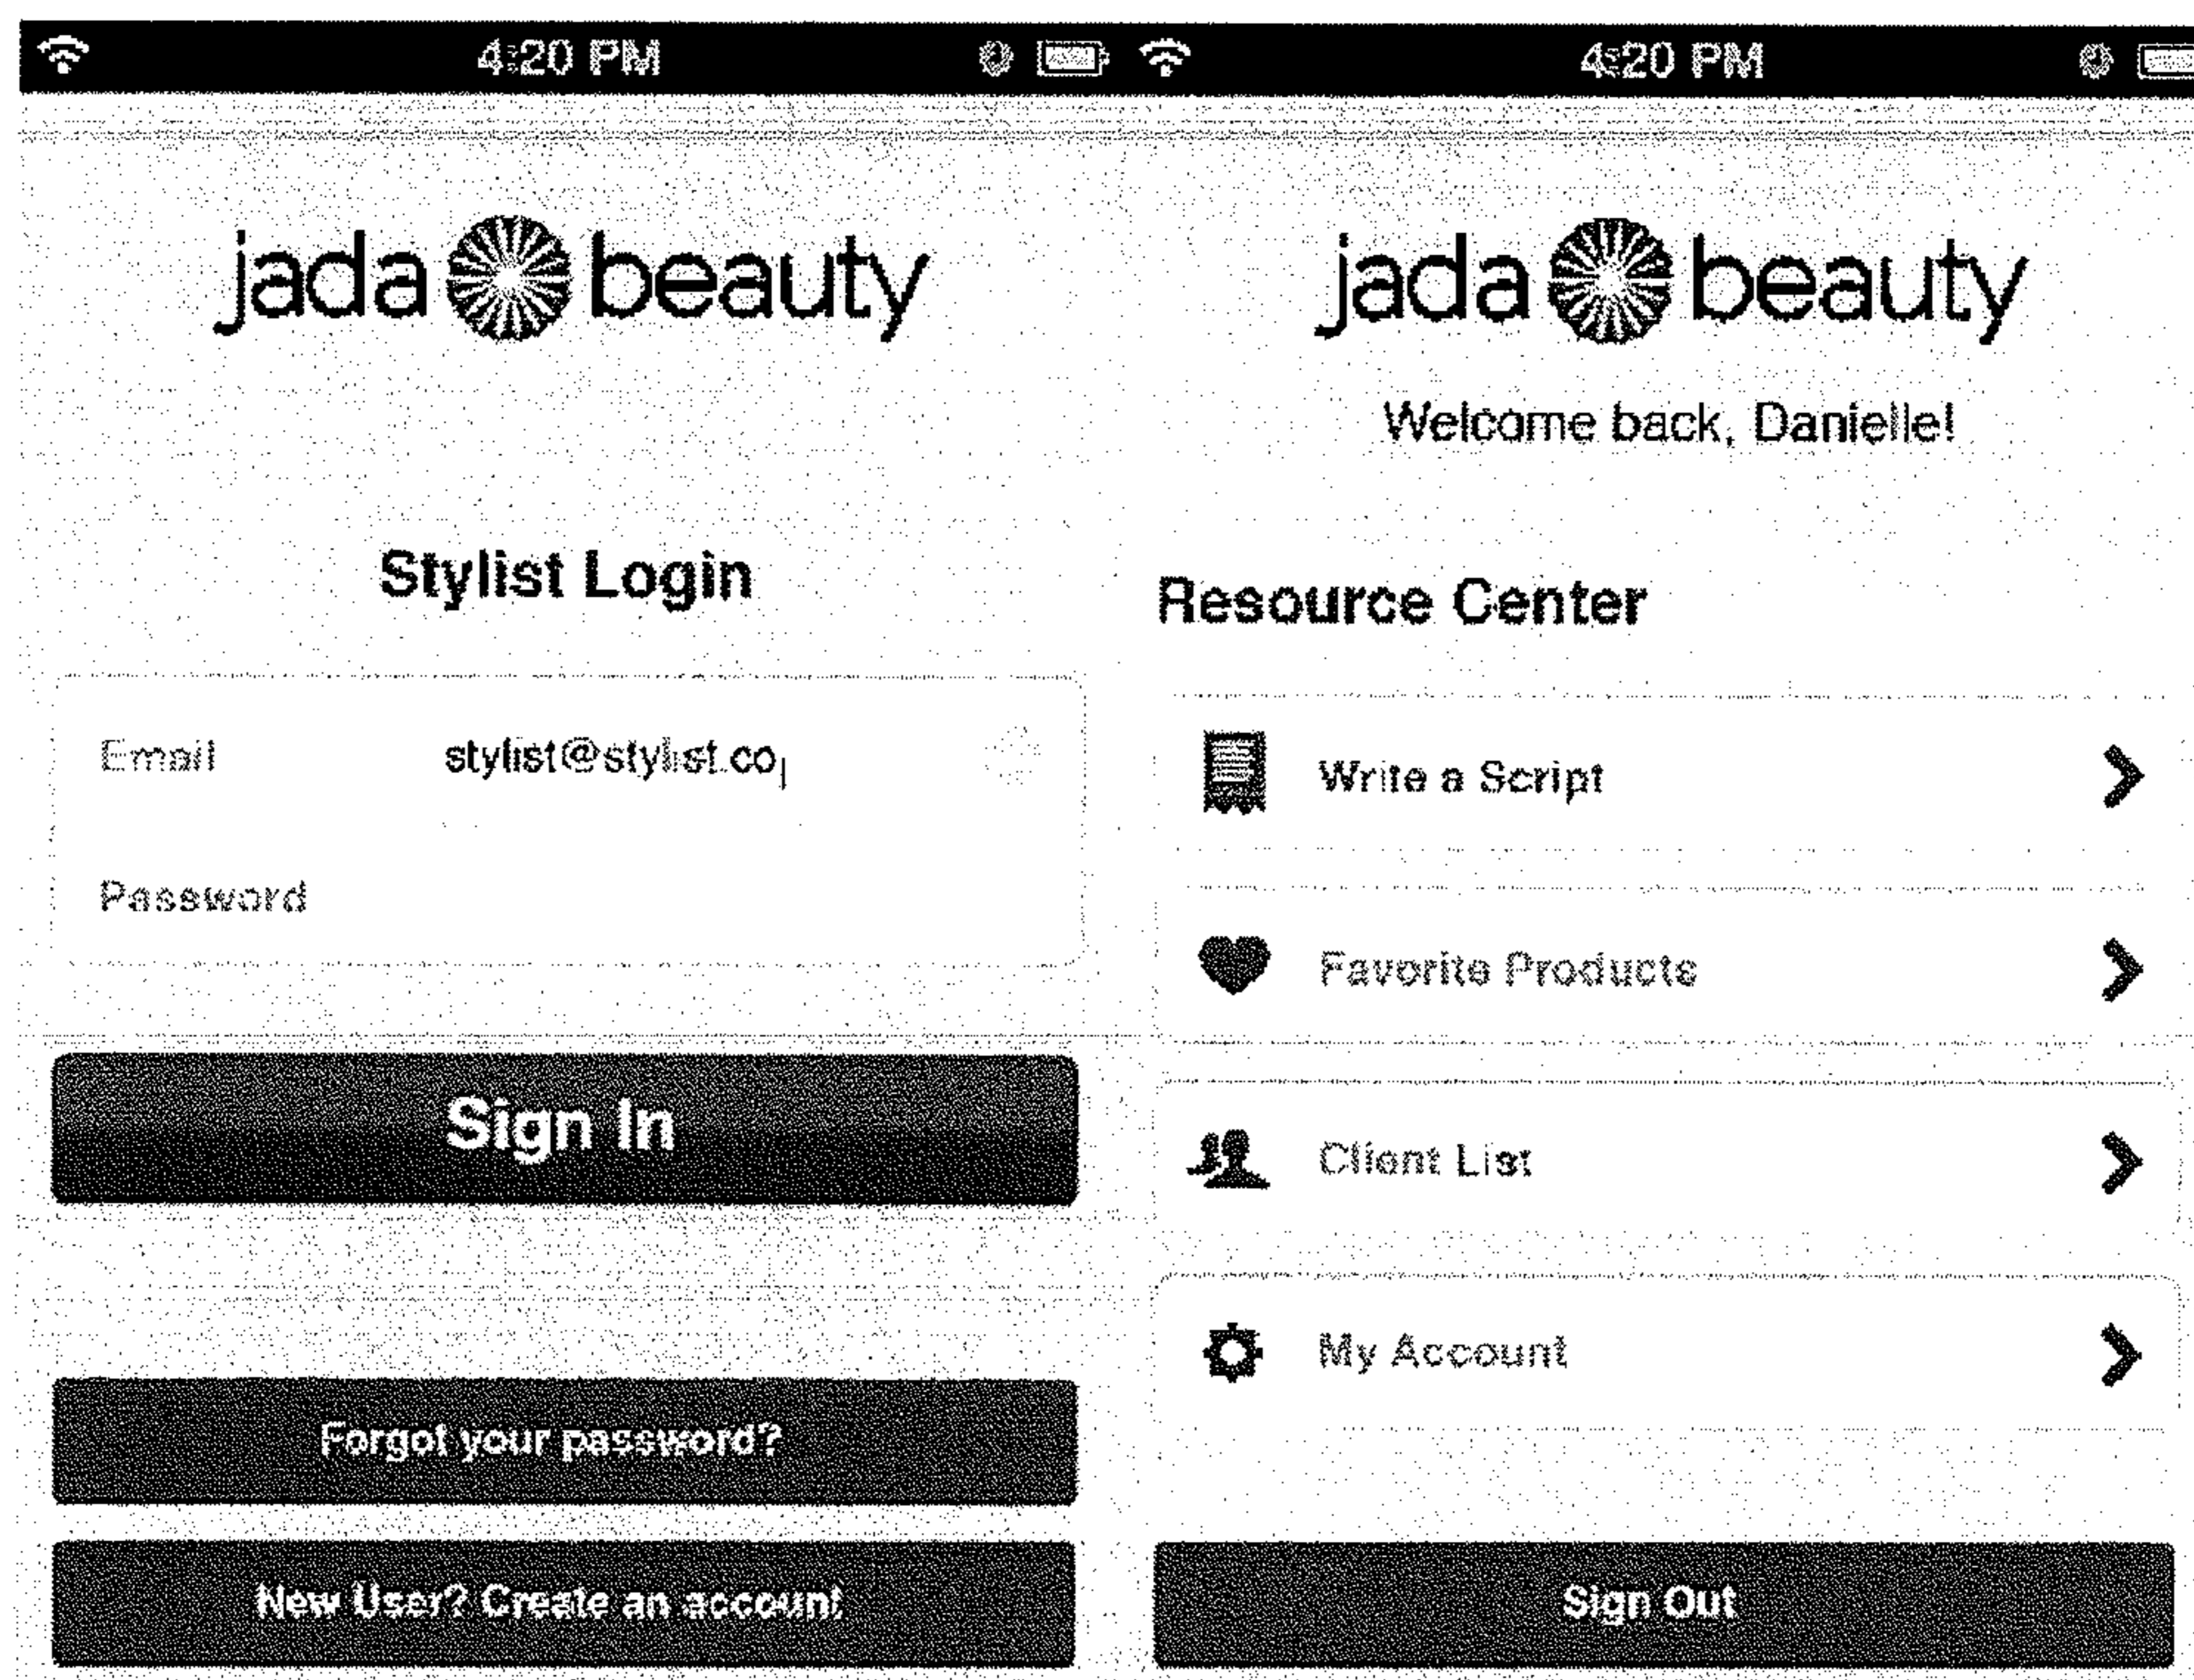 4:20 PM
jada beauty
Stylist Login
Email stylist@stylist.co
Password
Sign In
Forgot your password?
New User? Create an account
4:20 PM
jada beauty
Welcome back, Danielle!
Resource Center
Write a Script
Favorite Products
Client List
My Account
Sign Out